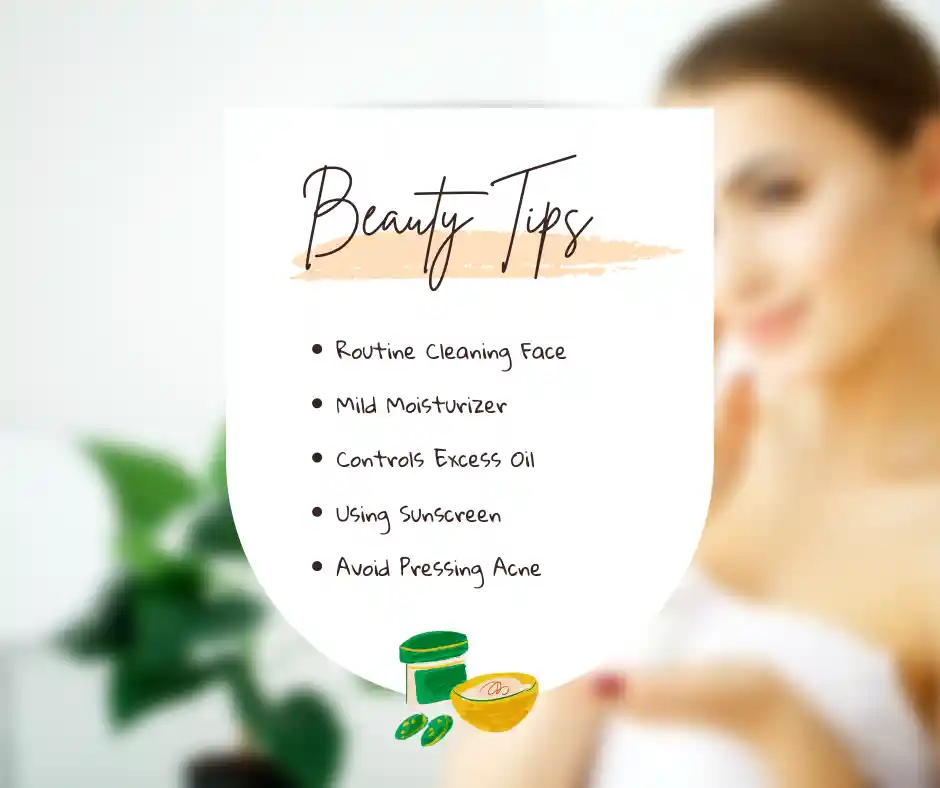 Beauty Tips
• Routine Cleaning Face
• Mild Moisturizer
• Controls Excess Oil
• Using Sunscreen
• Avoid Pressing Acne